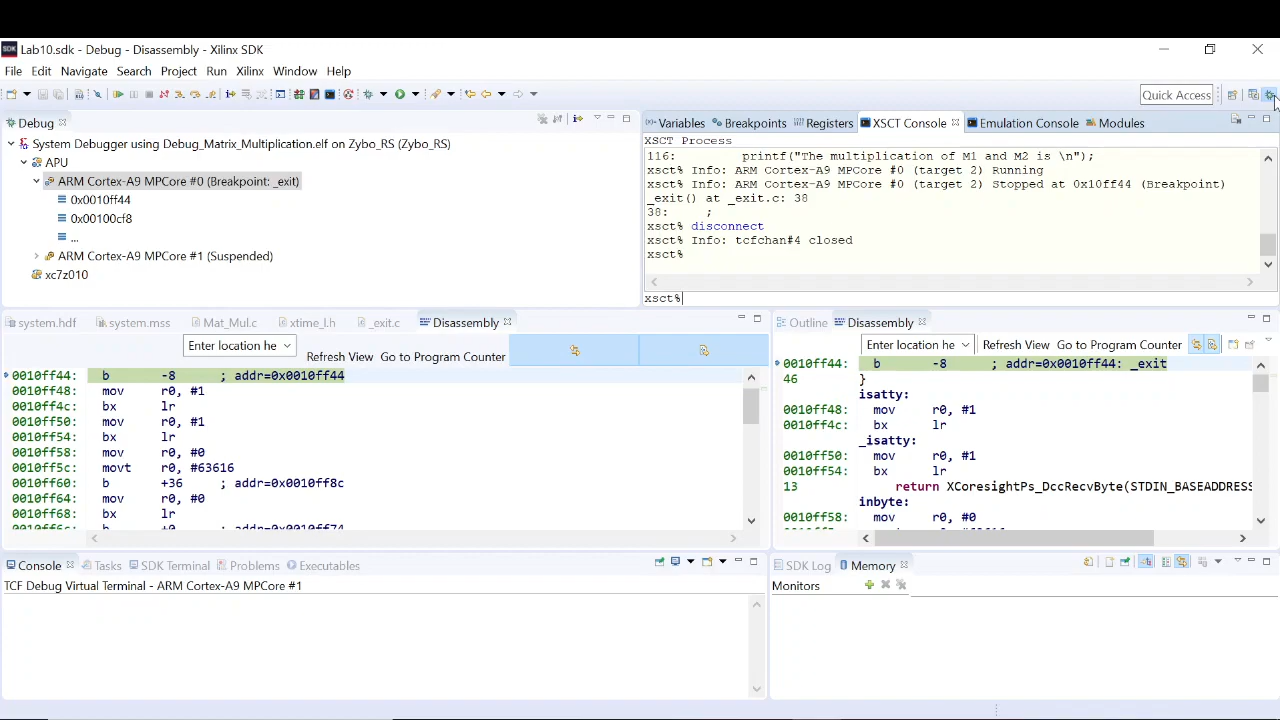 Lab10.sdk - Debug - Disassembly - Xilinx SDK
File Edit Navigate Search Project Run Xilinx Window Help
Quick Access
Debug
System Debugger using Debug_Matrix_Multiplication.elf on Zybo_RS (Zybo_RS)
APU
ARM Cortex-A9 MPCore #0 (Breakpoint: _exit)
0x0010ff44
0x00100cf8
...
ARM Cortex-A9 MPCore #1 (Suspended)
xc7z010
Variables Breakpoints Registers XSCT Console Emulation Console Modules
XSCT Process
116: printf("The multiplication of M1 and M2 is \n");
xsct% Info: ARM Cortex-A9 MPCore #0 (target 2) Running
xsct% Info: ARM Cortex-A9 MPCore #0 (target 2) Stopped at 0x10ff44 (Breakpoint)
_exit() at _exit.c: 38
38: ;
xsct% disconnect
xsct% Info: tcfchan#4 closed
xsct%
xsct%
system.hdf system.mss Mat_Mul.c xtime_l.h _exit.c Disassembly
Enter location he Refresh View Go to Program Counter
0010ff44: b -8 ; addr=0x0010ff44
0010ff48: mov r0, #1
0010ff4c: bx lr
0010ff50: mov r0, #1
0010ff54: bx lr
0010ff58: mov r0, #0
0010ff5c: movt r0, #63616
0010ff60: b +36 ; addr=0x0010ff8c
0010ff64: mov r0, #0
0010ff68: bx lr
0010ff6c: b +0 ; addr=0x0010ff74
Outline Disassembly
Enter location he Refresh View Go to Program Counter
0010ff44: b -8 ; addr=0x0010ff44: _exit
46 }
isatty:
0010ff48: mov r0, #1
0010ff4c: bx lr
_isatty:
0010ff50: mov r0, #1
0010ff54: bx lr
13 return XCoresightPs_DccRecvByte(STDIN_BASEADDRESS
inbyte:
0010ff58: mov r0, #0
Console Tasks SDK Terminal Problems Executables
TCF Debug Virtual Terminal - ARM Cortex-A9 MPCore #1
SDK Log Memory
Monitors